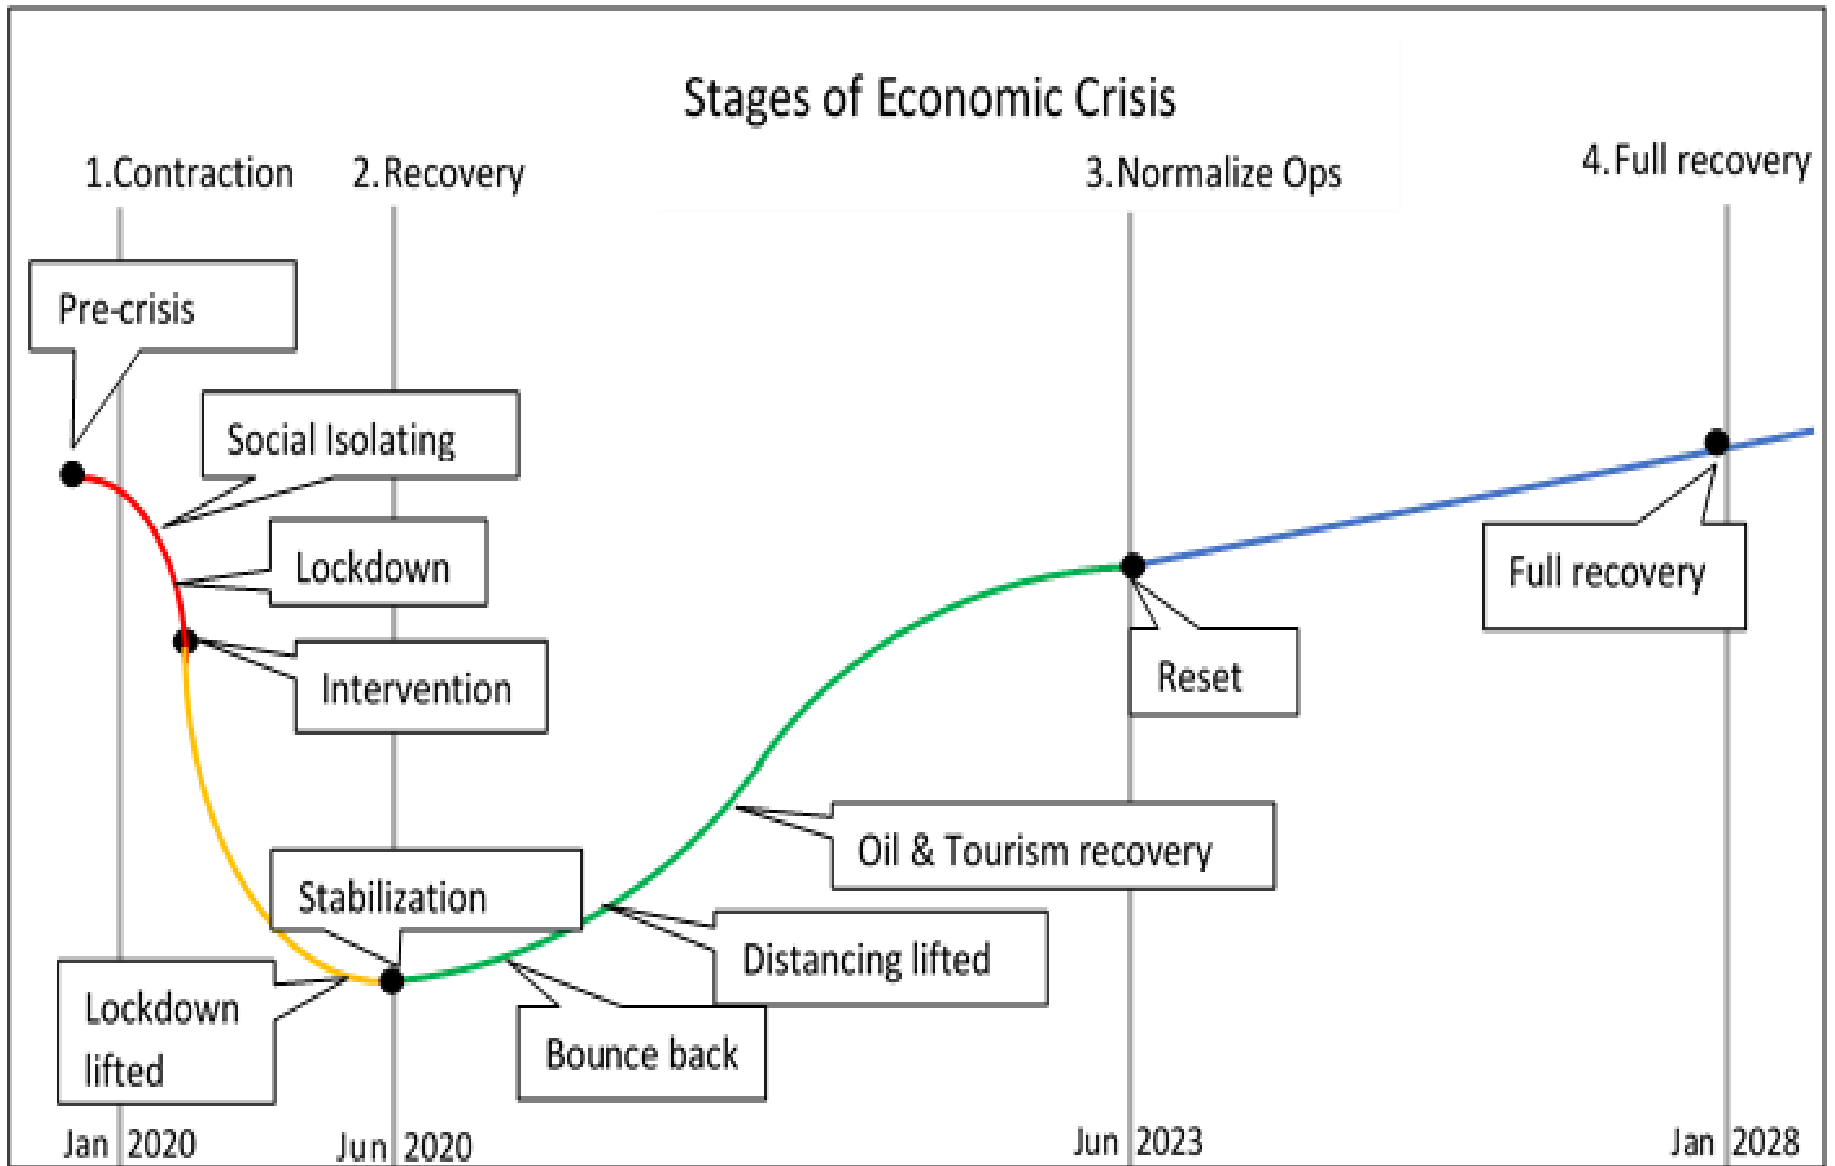 Stages of Economic Crisis
1.Contraction
2.Recovery
3.Normalize Ops
4.Full recovery
Pre-crisis
Social Isolating
Lockdown
Intervention
Full recovery
Reset
Oil & Tourism recovery
Stabilization
Distancing lifted
Lockdown
lifted
Bounce back
Jan 2020
Jun 2020
Jun 2023
Jan 2028